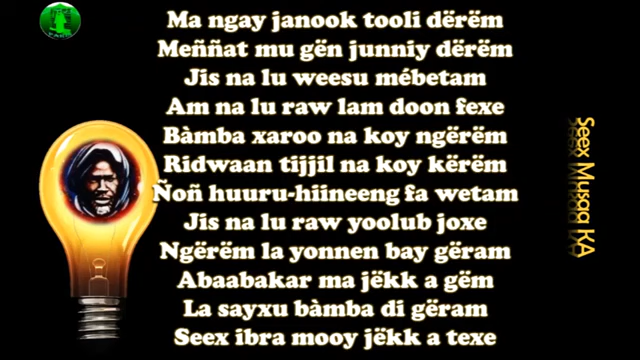 Ma ngay janook tooli dërëm
Meññat mu gën junniy dërëm
Jis na lu weesu mébetam
Am na lu raw lam doon fexe
Bàmba xaroo na koy ngërëm
Ridwaan tijjil na koy kërëm
Ñoñ huuru-hiineeng fa wetam
Jis na lu raw yoolub joxe
Ngërëm la yonnen bay gëram
Abaabakar ma jëkk a gëm
La sayxu bàmba di gëram
Seex ibra mooy jëkk a texe
Seex Musaa KA